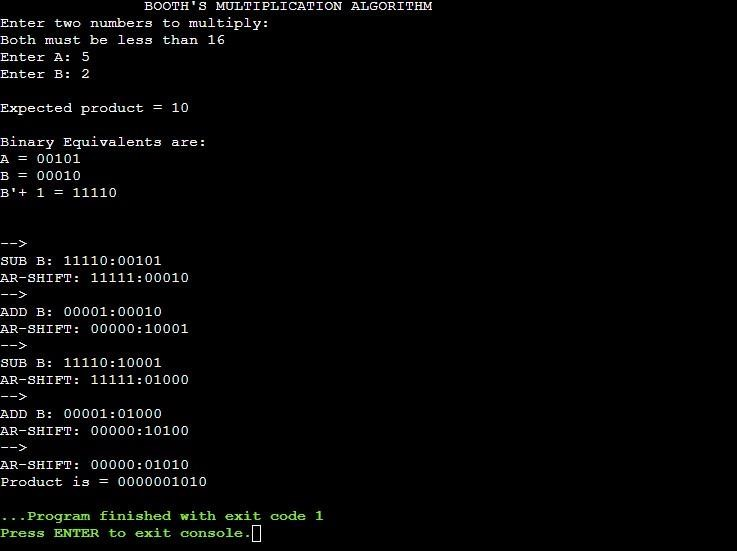 BOOTH'S MULTIPLICATION ALGORITHM
Enter two numbers to multiply:
Both must be less than 16
Enter A: 5
Enter B: 2
Expected product = 10
Binary Equivalents are:
A = 00101
B = 00010
B'+ 1 = 11110
-->
SUB B: 11110:00101
AR-SHIFT: 11111:00010
-->
ADD B: 00001:00010
AR-SHIFT: 00000:10001
-->
SUB B: 11110:10001
AR-SHIFT: 11111:01000
-->
ADD B: 00001:01000
AR-SHIFT: 00000:10100
-->
AR-SHIFT: 00000:01010
Product is = 0000001010
...Program finished with exit code 1
Press ENTER to exit console.